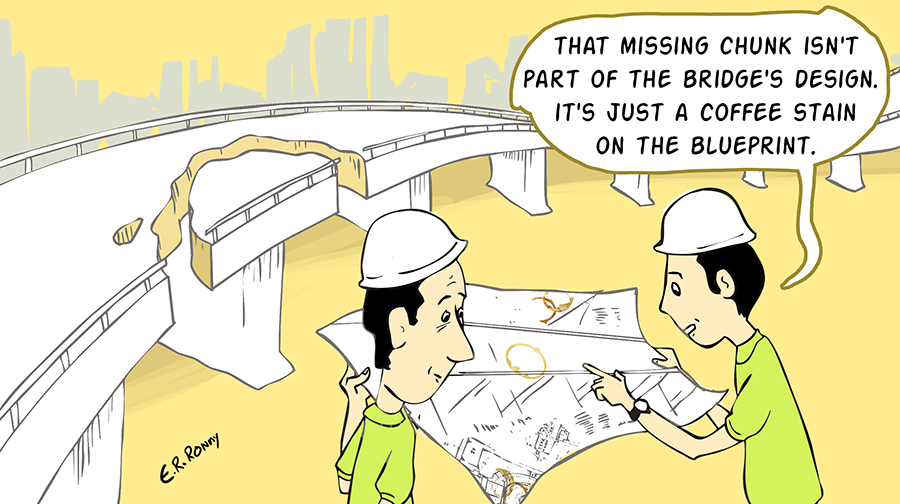 THAT MISSING CHUNK ISN'T
PART OF THE BRIDGE'S DESIGN.
IT'S JUST A COFFEE STAIN
ON THE BLUEPRINT.
E.R.RONNY